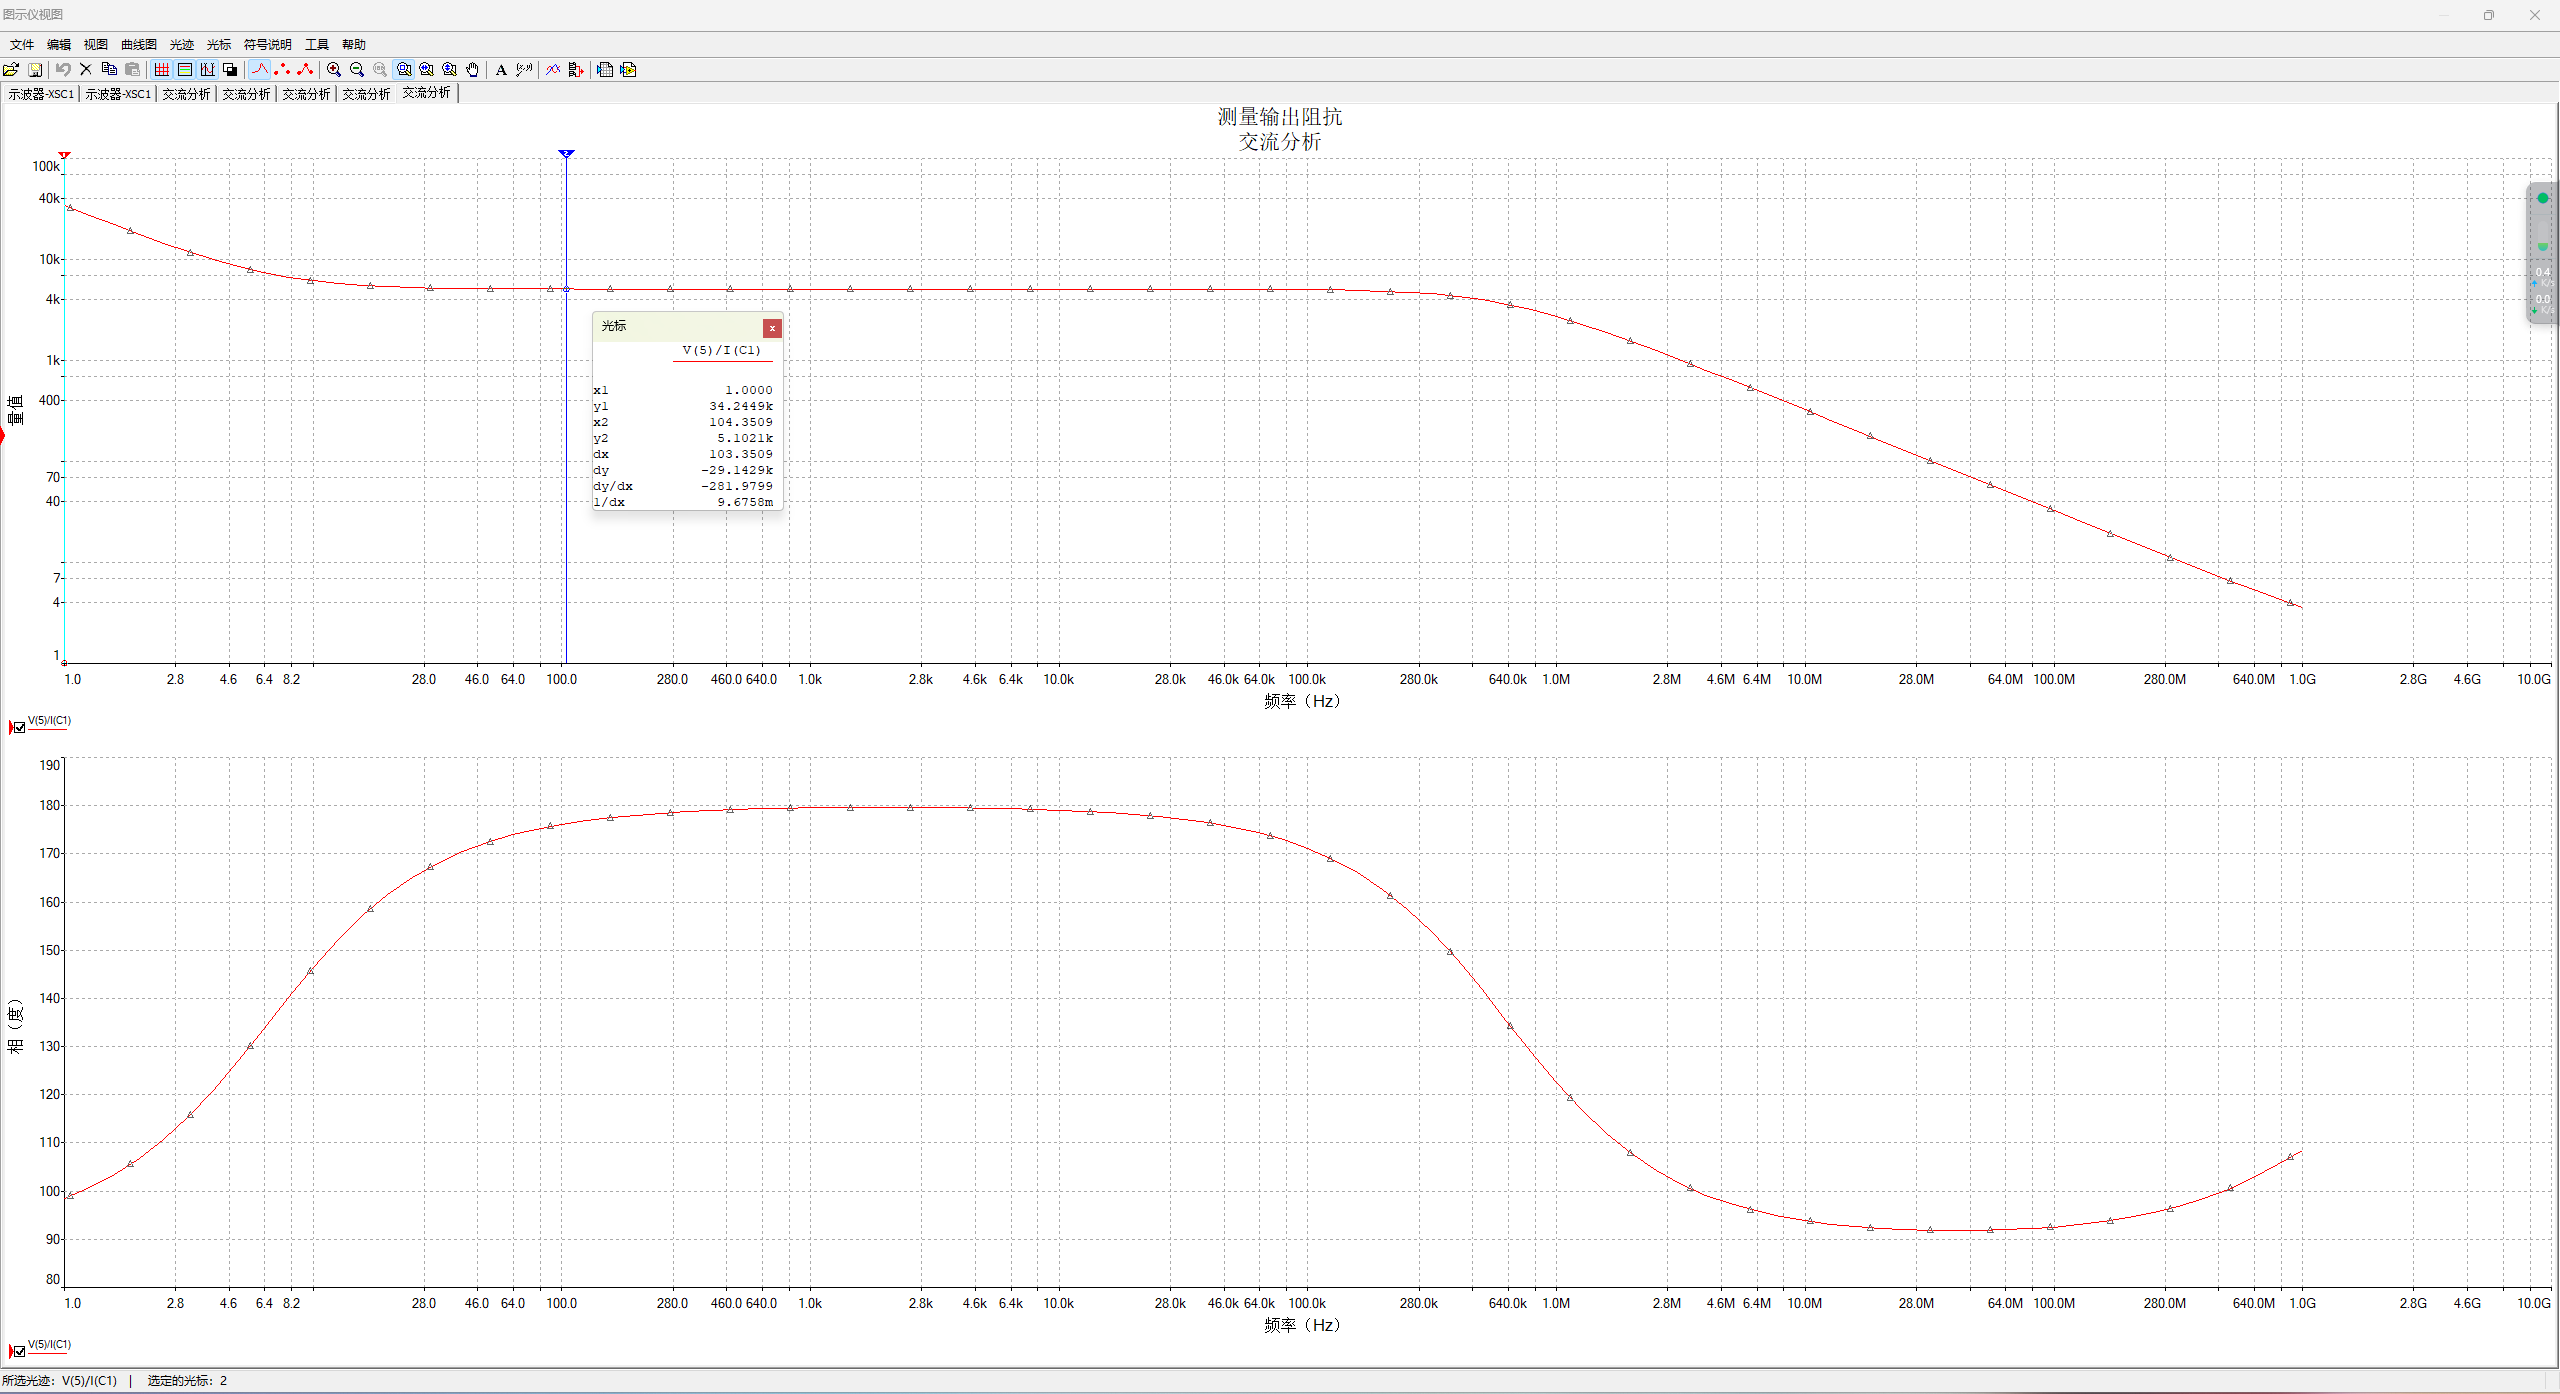 图示仪视图
文件 编辑 视图 曲线图 光迹 光标 符号说明 工具 帮助
示波器-XSC1 示波器-XSC1 交流分析 交流分析 交流分析 交流分析 交流分析
测量输出阻抗
交流分析
100k
40k
10k
4k
1k
400
70
40
7
4
1
量值
光标 x
V(5)/I(C1)
x1 1.0000
y1 34.2449k
x2 104.3509
y2 5.1021k
dx 103.3509
dy -29.1429k
dy/dx -281.9799
1/dx 9.6758m
0.4
K/s
0.0
K/s
1.0 2.8 4.6 6.4 8.2 28.0 46.0 64.0 100.0 280.0 460.0 640.0 1.0k 2.8k 4.6k 6.4k 10.0k 28.0k 46.0k 64.0k 100.0k 280.0k 640.0k 1.0M 2.8M 4.6M 6.4M 10.0M 28.0M 64.0M 100.0M 280.0M 640.0M 1.0G 2.8G 4.6G 10.0G
频率（Hz）
V(5)/I(C1)
190
180
170
160
150
140
130
120
110
100
90
80
相（度）
1.0 2.8 4.6 6.4 8.2 28.0 46.0 64.0 100.0 280.0 460.0 640.0 1.0k 2.8k 4.6k 6.4k 10.0k 28.0k 46.0k 64.0k 100.0k 280.0k 640.0k 1.0M 2.8M 4.6M 6.4M 10.0M 28.0M 64.0M 100.0M 280.0M 640.0M 1.0G 2.8G 4.6G 10.0G
频率（Hz）
V(5)/I(C1)
所选光迹: V(5)/I(C1) | 选定的光标: 2